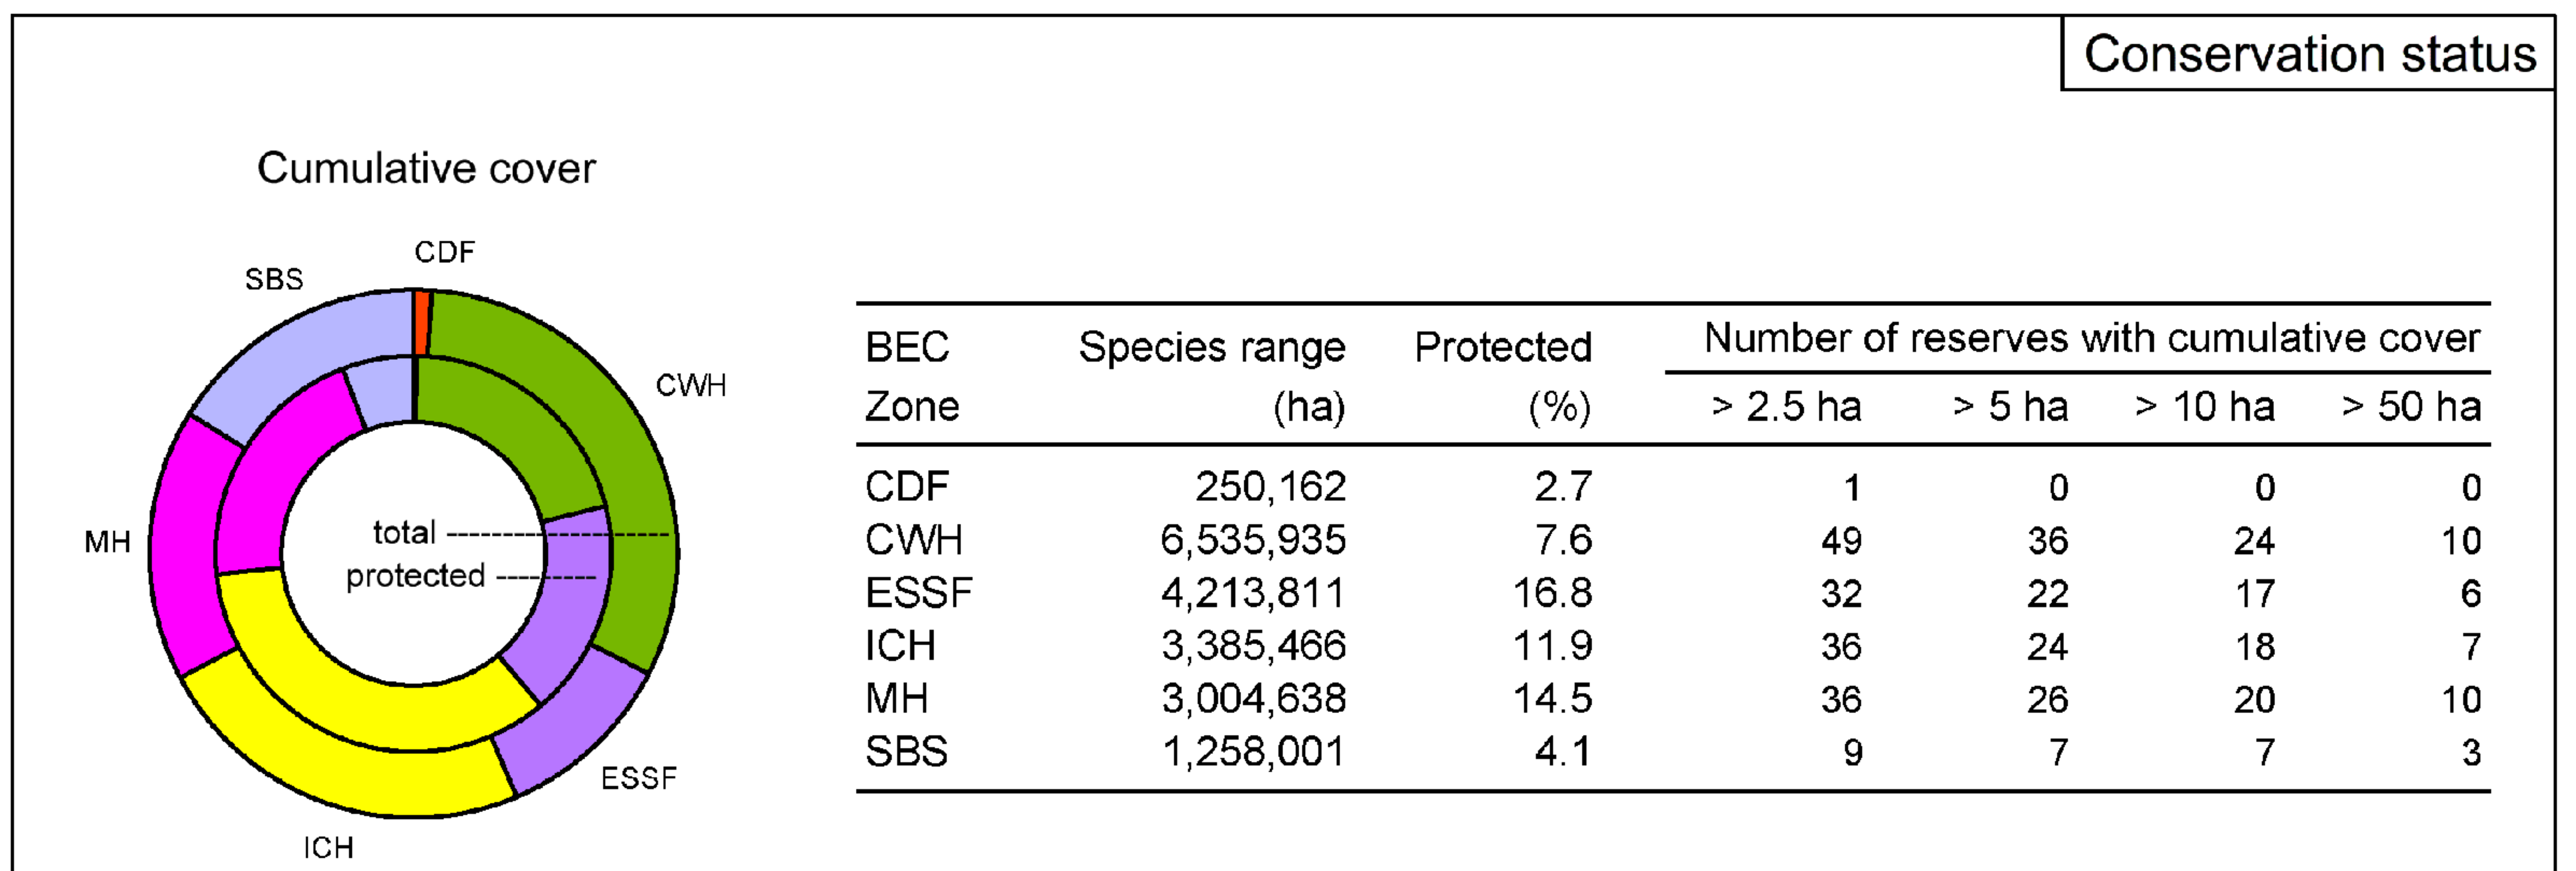 Conservation status
Cumulative cover
CDF
SBS
CWH
MH
total
protected
ESSF
ICH
BEC Species range Protected Number of reserves with cumulative cover
Zone (ha) (%) > 2.5 ha > 5 ha > 10 ha > 50 ha
CDF 250,162 2.7 1 0 0 0
CWH 6,535,935 7.6 49 36 24 10
ESSF 4,213,811 16.8 32 22 17 6
ICH 3,385,466 11.9 36 24 18 7
MH 3,004,638 14.5 36 26 20 10
SBS 1,258,001 4.1 9 7 7 3